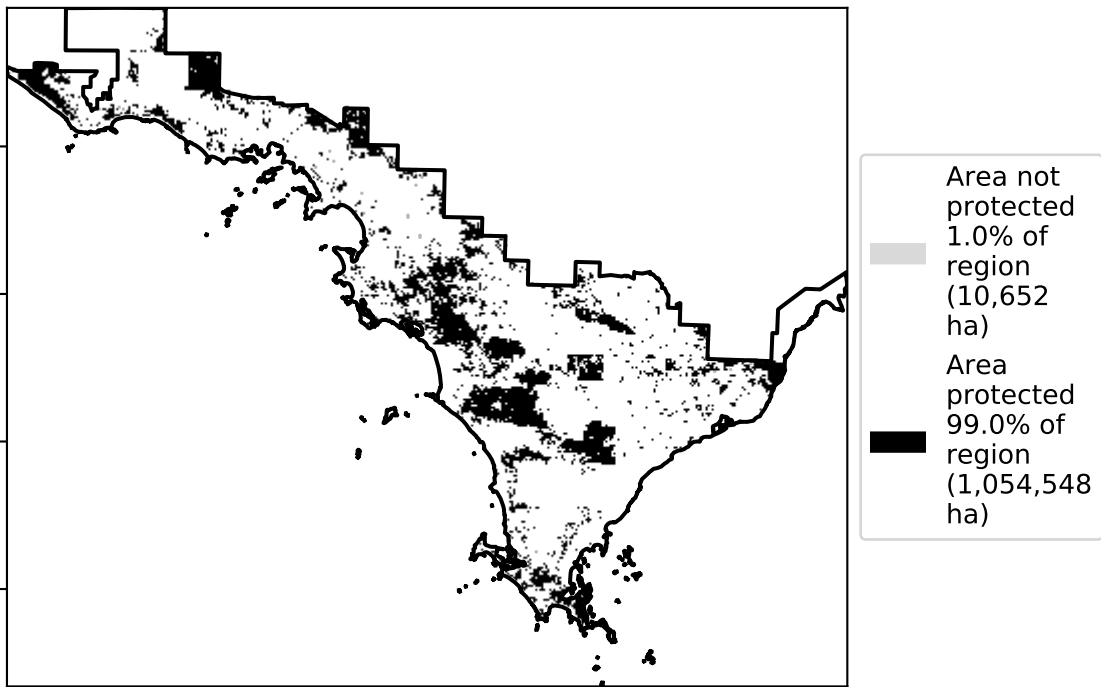 Area not
protected
1.0% of
region
(10,652
ha)
Area
protected
99.0% of
region
(1,054,548
ha)